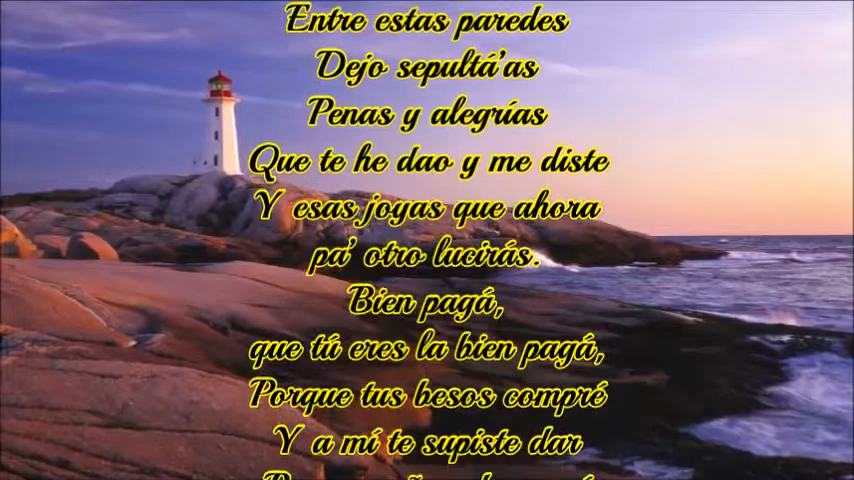 Entre estas paredes
Dejo sepultá'as
Penas y alegrías
Que te he dao y me diste
Y esas joyas que ahora
pa' otro lucirás.
Bien pagá,
que tú eres la bien pagá,
Porque tus besos compré
Y a mí te supiste dar